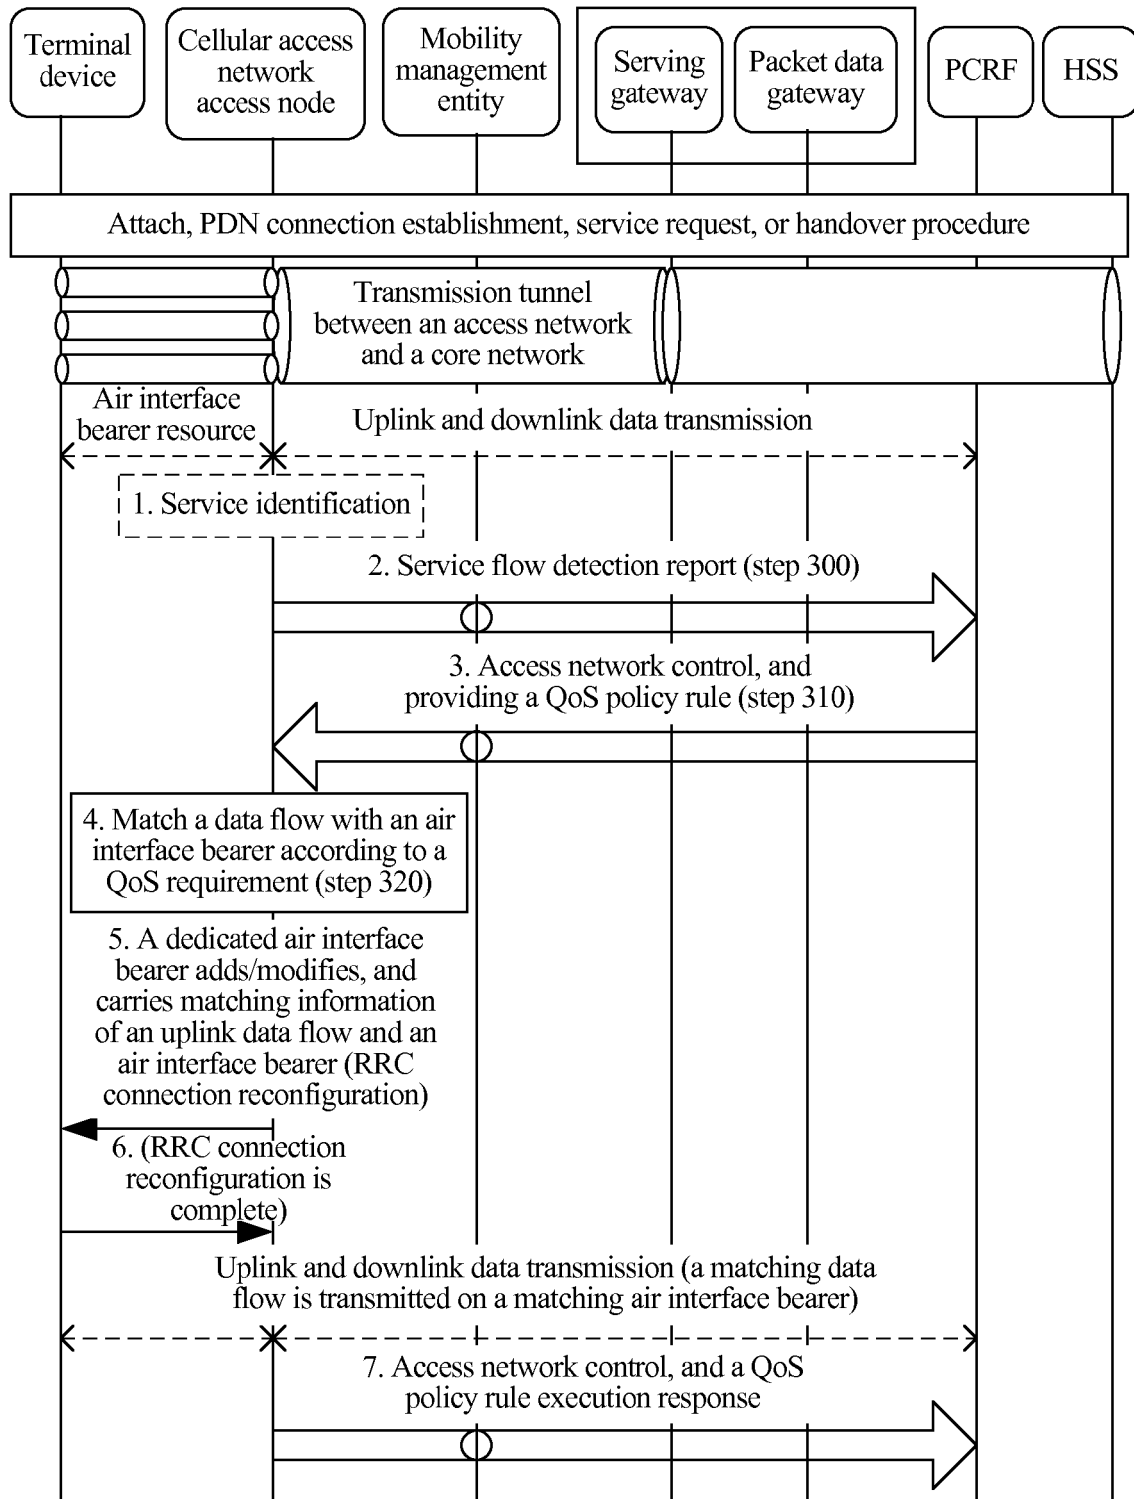 Terminal
device
Cellular access
network
access node
Mobility
management
entity
Serving
gateway
Packet data
gateway
PCRF
HSS
Attach, PDN connection establishment, service request, or handover procedure
Transmission tunnel
between an access network
and a core network
Air interface
bearer resource
Uplink and downlink data transmission
1. Service identification
2. Service flow detection report (step 300)
3. Access network control, and
providing a QoS policy rule (step 310)
4. Match a data flow with an air
interface bearer according to a
QoS requirement (step 320)
5. A dedicated air interface
bearer adds/modifies, and
carries matching information
of an uplink data flow and an
air interface bearer (RRC
connection reconfiguration)
6. (RRC connection
reconfiguration is
complete)
Uplink and downlink data transmission (a matching data
flow is transmitted on a matching air interface bearer)
7. Access network control, and a QoS
policy rule execution response